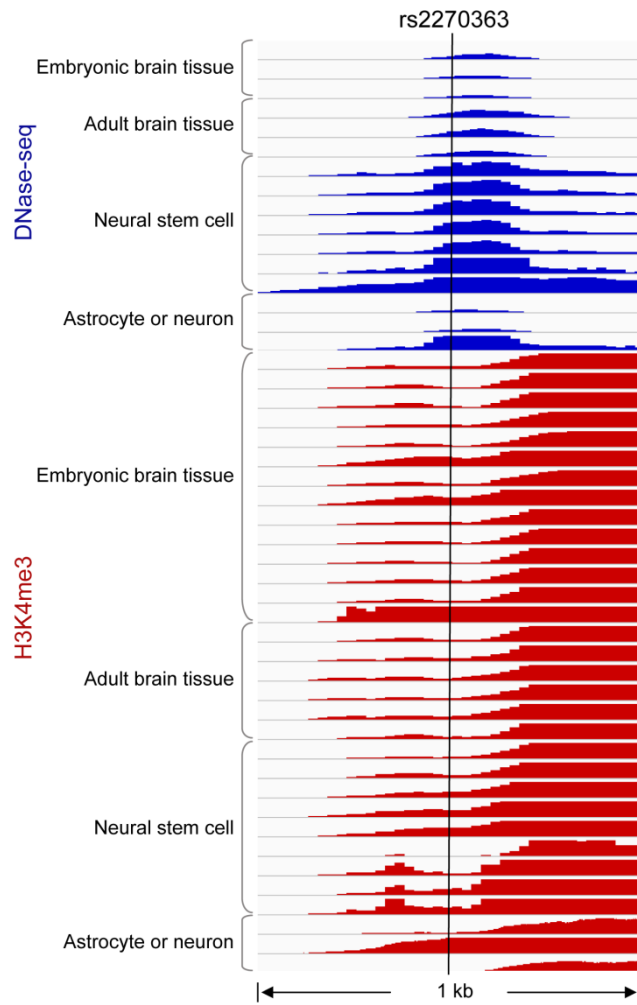 rs2270363
DNase-seq
Embryonic brain tissue
Adult brain tissue
Neural stem cell
Astrocyte or neuron
H3K4me3
Embryonic brain tissue
Adult brain tissue
Neural stem cell
Astrocyte or neuron
1 kb